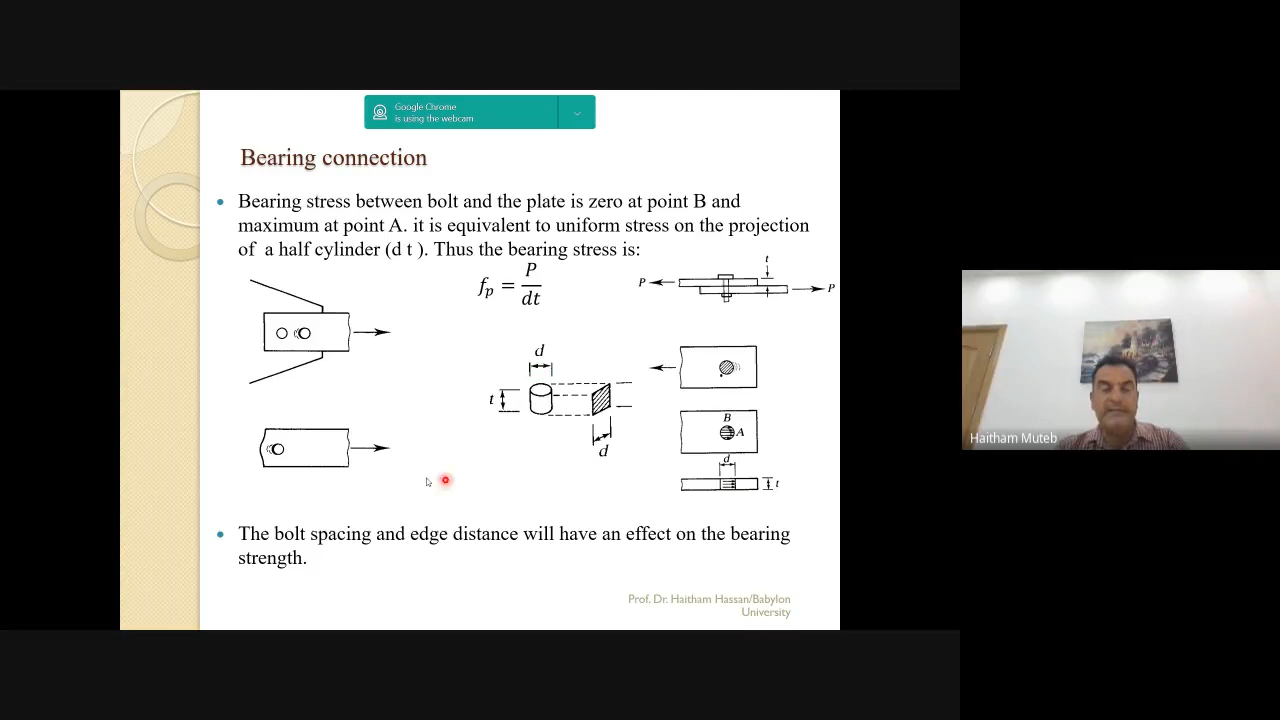 Google Chrome
is using the webcam
Bearing connection
Bearing stress between bolt and the plate is zero at point B and
maximum at point A. it is equivalent to uniform stress on the projection
of a half cylinder (d t ). Thus the bearing stress is:
f_p = P/dt
t
P
P
d
t
d
B
A
d
t
The bolt spacing and edge distance will have an effect on the bearing
strength.
Prof. Dr. Haitham Hassan/Babylon
University
Haitham Muteb